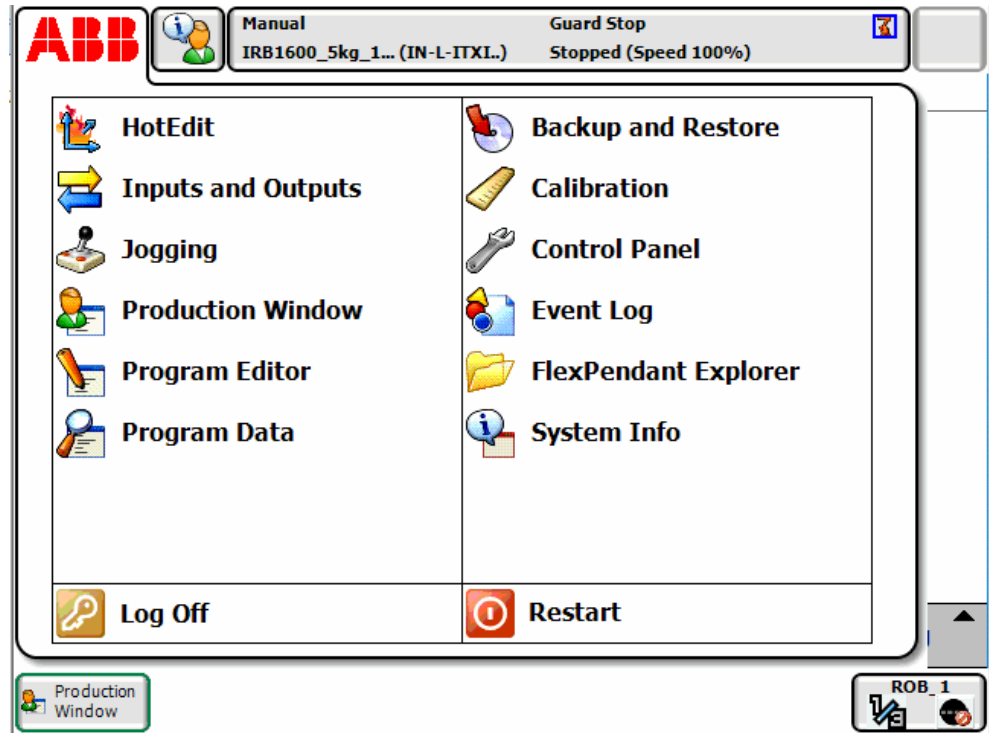 ABB
Manual
Guard Stop
IRB1600_5kg_1... (IN-L-ITXI..)
Stopped (Speed 100%)
HotEdit
Backup and Restore
Inputs and Outputs
Calibration
Jogging
Control Panel
Production Window
Event Log
Program Editor
FlexPendant Explorer
Program Data
System Info
Log Off
Restart
Production
Window
ROB_1
1/3